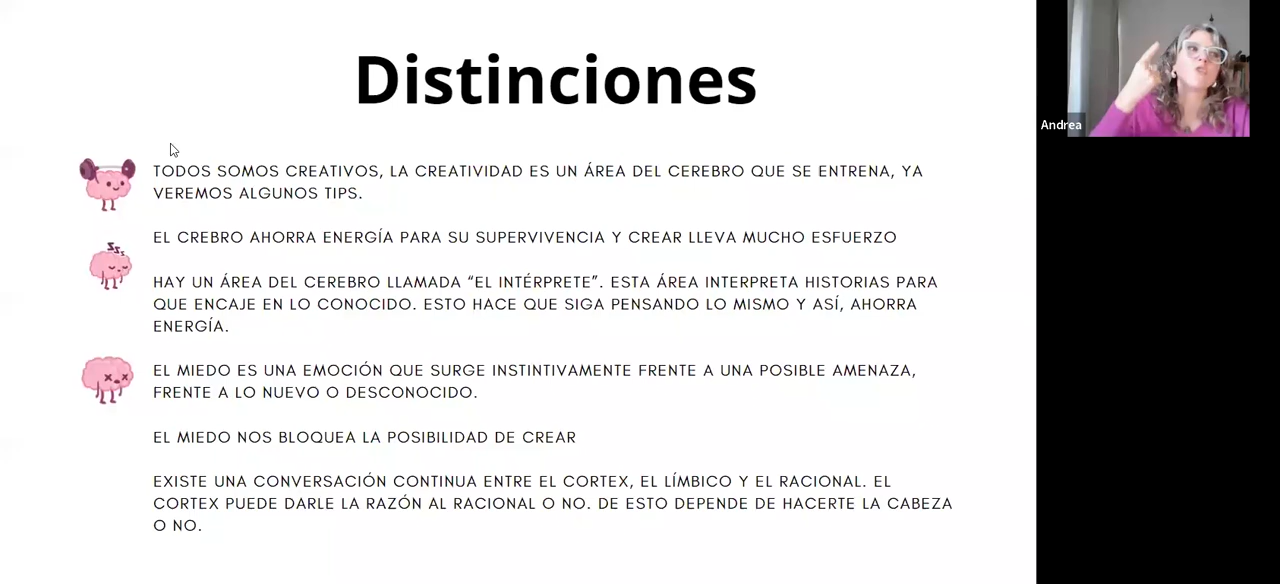 Distinciones
Andrea
TODOS SOMOS CREATIVOS, LA CREATIVIDAD ES UN ÁREA DEL CEREBRO QUE SE ENTRENA, YA
VEREMOS ALGUNOS TIPS.
EL CREBRO AHORRA ENERGÍA PARA SU SUPERVIVENCIA Y CREAR LLEVA MUCHO ESFUERZO
HAY UN ÁREA DEL CEREBRO LLAMADA “EL INTÉRPRETE”. ESTA ÁREA INTERPRETA HISTORIAS PARA
QUE ENCAJE EN LO CONOCIDO. ESTO HACE QUE SIGA PENSANDO LO MISMO Y ASÍ, AHORRA
ENERGÍA.
EL MIEDO ES UNA EMOCIÓN QUE SURGE INSTINTIVAMENTE FRENTE A UNA POSIBLE AMENAZA,
FRENTE A LO NUEVO O DESCONOCIDO.
EL MIEDO NOS BLOQUEA LA POSIBILIDAD DE CREAR
EXISTE UNA CONVERSACIÓN CONTINUA ENTRE EL CORTEX, EL LÍMBICO Y EL RACIONAL. EL
CORTEX PUEDE DARLE LA RAZÓN AL RACIONAL O NO. DE ESTO DEPENDE DE HACERTE LA CABEZA
O NO.